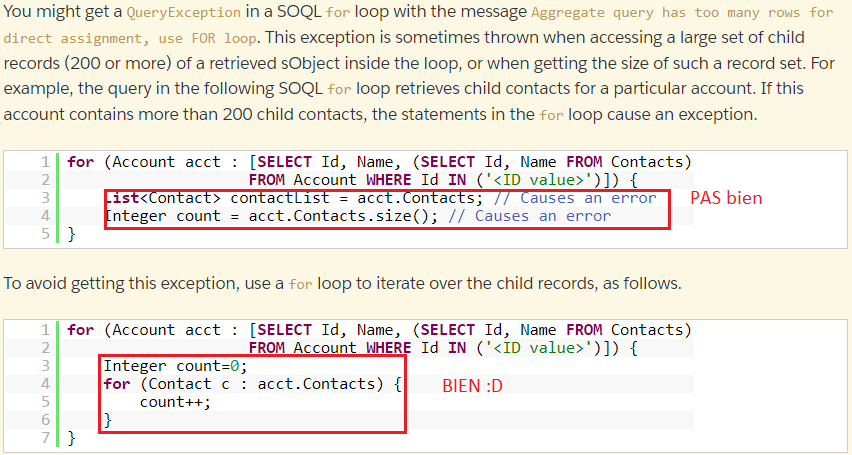 You might get a QueryException in a SOQL for loop with the message Aggregate query has too many rows for
direct assignment, use FOR loop. This exception is sometimes thrown when accessing a large set of child
records (200 or more) of a retrieved sObject inside the loop, or when getting the size of such a record set. For
example, the query in the following SOQL for loop retrieves child contacts for a particular account. If this
account contains more than 200 child contacts, the statements in the for loop cause an exception.
1 for (Account acct : [SELECT Id, Name, (SELECT Id, Name FROM Contacts)
2 FROM Account WHERE Id IN ('<ID value>')]) {
3 List<Contact> contactList = acct.Contacts; // Causes an error PAS bien
4 Integer count = acct.Contacts.size(); // Causes an error
5 }
To avoid getting this exception, use a for loop to iterate over the child records, as follows.
1 for (Account acct : [SELECT Id, Name, (SELECT Id, Name FROM Contacts)
2 FROM Account WHERE Id IN ('<ID value>')]) {
3 Integer count=0;
4 for (Contact c : acct.Contacts) { BIEN :D
5 count++;
6 }
7 }